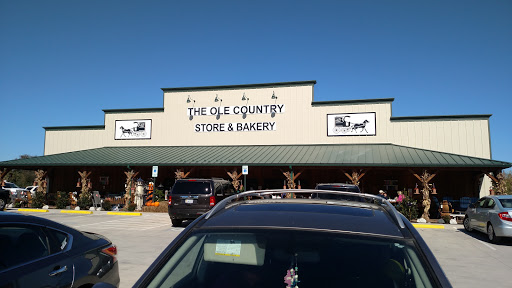 THE OLE COUNTRY
STORE & BAKERY